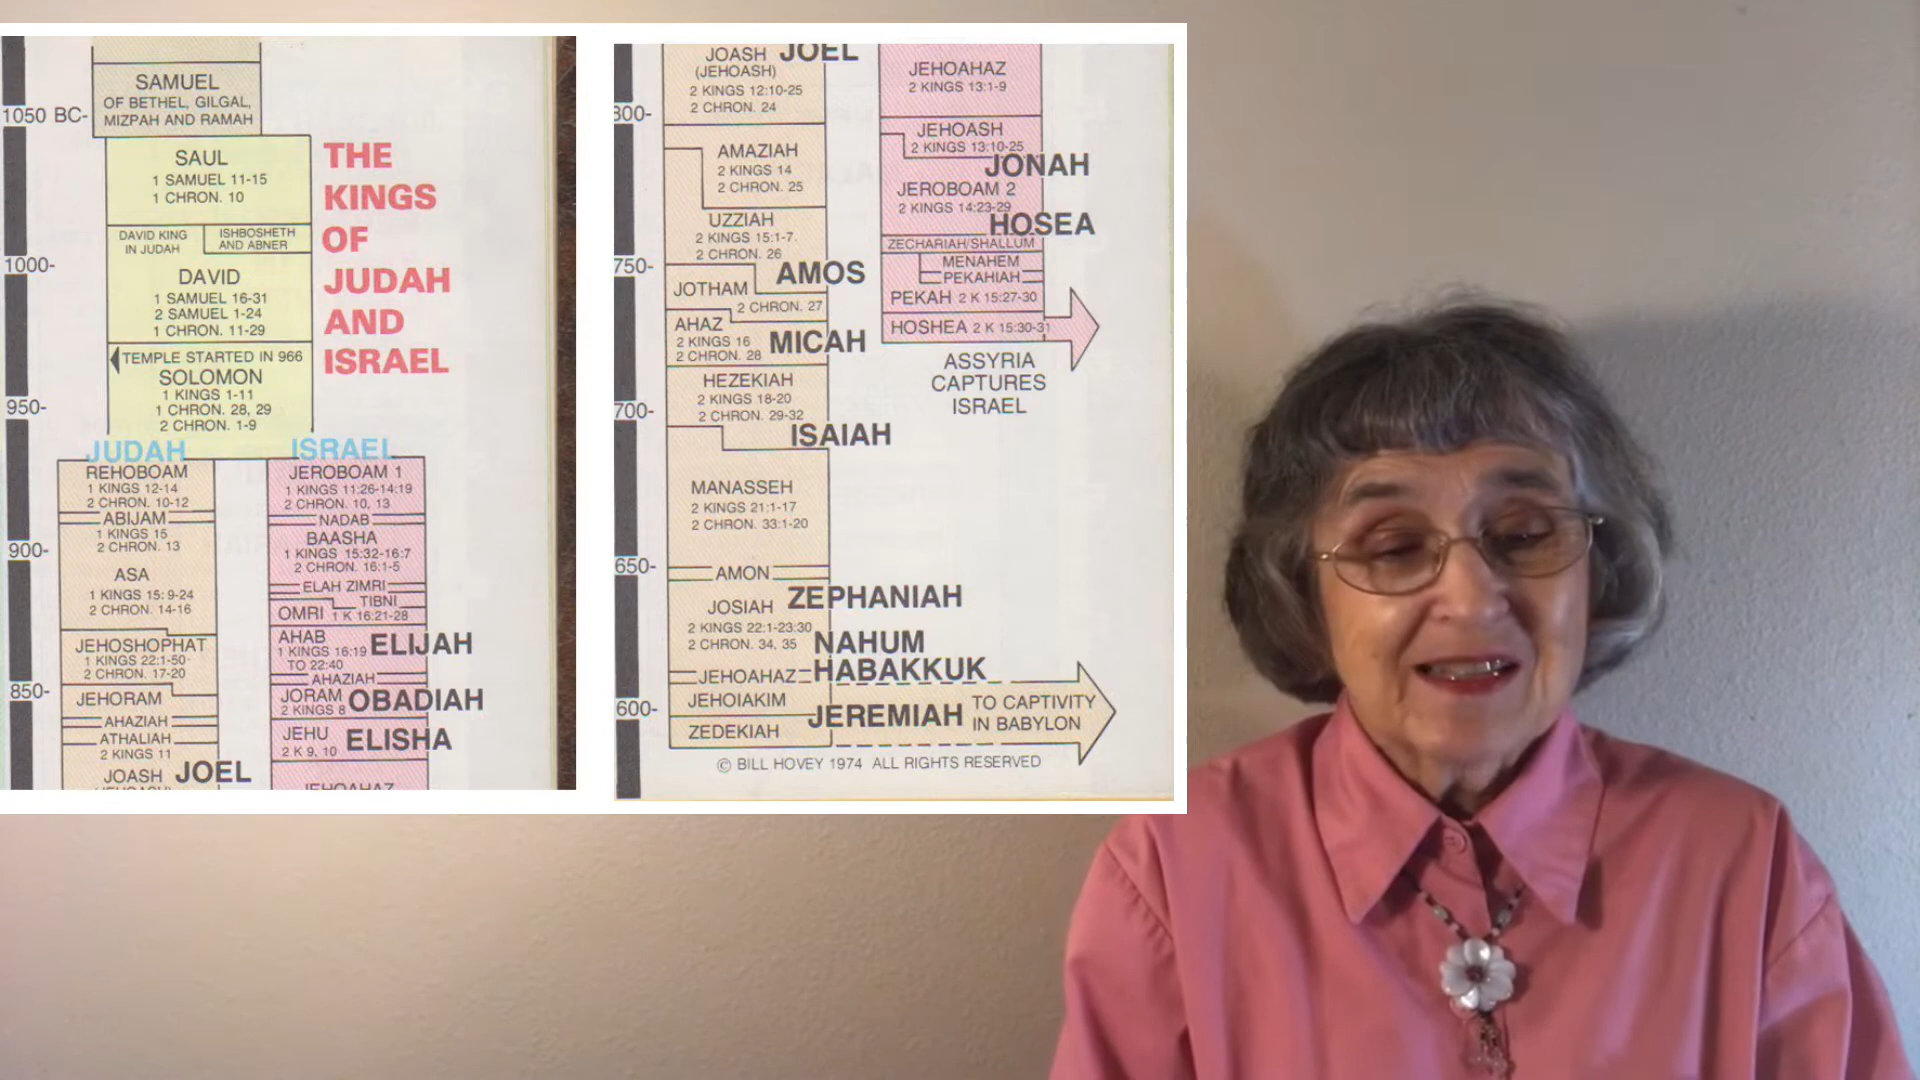 1050 BC-
1000-
950-
900-
850-
SAMUEL
OF BETHEL, GILGAL,
MIZPAH AND RAMAH
SAUL
1 SAMUEL 11-15
1 CHRON. 10
DAVID KING
IN JUDAH
ISHBOSHETH
AND ABNER
DAVID
1 SAMUEL 16-31
2 SAMUEL 1-24
1 CHRON. 11-29
TEMPLE STARTED IN 966
SOLOMON
1 KINGS 1-11
1 CHRON. 28, 29
2 CHRON. 1-9
THE
KINGS
OF
JUDAH
AND
ISRAEL
JUDAH
REHOBOAM
1 KINGS 12-14
2 CHRON. 10-12
ABIJAM
1 KINGS 15
2 CHRON. 13
ASA
1 KINGS 15: 9-24
2 CHRON. 14-16
JEHOSHOPHAT
1 KINGS 22:1-50
2 CHRON. 17-20
JEHORAM
AHAZIAH
ATHALIAH
2 KINGS 11
JOASH JOEL
ISRAEL
JEROBOAM 1
1 KINGS 11:26-14:19
2 CHRON. 10, 13
NADAB
BAASHA
1 KINGS 15:32-16:7
2 CHRON. 16:1-5
ELAH ZIMRI
TIBNI
OMRI 1 K 16:21-28
AHAB
1 KINGS 16:19
TO 22:40
ELIJAH
AHAZIAH
JORAM
2 KINGS 8
OBADIAH
JEHU
2 K 9, 10
ELISHA
JEHOAHAZ
800-
750-
700-
650-
600-
JOASH JOEL
(JEHOASH)
2 KINGS 12:10-25
2 CHRON. 24
AMAZIAH
2 KINGS 14
2 CHRON. 25
UZZIAH
2 KINGS 15:1-7
2 CHRON. 26
AMOS
JOTHAM
2 CHRON. 27
AHAZ
2 KINGS 16
2 CHRON. 28
MICAH
HEZEKIAH
2 KINGS 18-20
2 CHRON. 29-32
ISAIAH
MANASSEH
2 KINGS 21:1-17
2 CHRON. 33:1-20
AMON
JOSIAH ZEPHANIAH
2 KINGS 22:1-23:30
2 CHRON. 34, 35
NAHUM
JEHOAHAZ HABAKKUK
JEHOIAKIM
JEREMIAH
ZEDEKIAH
TO CAPTIVITY
IN BABYLON
JEHOAHAZ
2 KINGS 13:1-9
JEHOASH
2 KINGS 13:10-25
JONAH
JEROBOAM 2
2 KINGS 14:23-29
HOSEA
ZECHARIAH/SHALLUM
MENAHEM
PEKAHIAH
PEKAH 2 K 15:27-30
HOSHEA 2 K 15:30-31
ASSYRIA
CAPTURES
ISRAEL
© BILL HOVEY 1974 ALL RIGHTS RESERVED